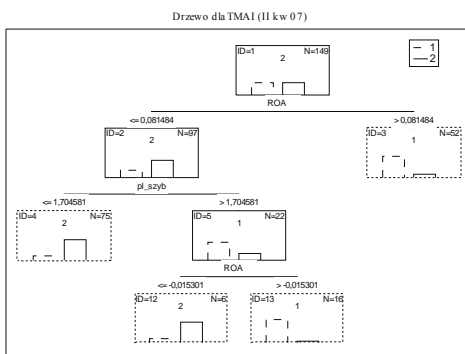 Drzewo dla TMAI (II kw 07)
1
2
ID=1 N=149
2
ROA
<= 0,081484 > 0,081484
ID=2 N=97
2
ID=3 N=52
1
pl_szyb
<= 1,704581 > 1,704581
ID=4 N=75
2
ID=5 N=22
1
ROA
<= -0,015301 > -0,015301
ID=12 N=6
2
ID=13 N=16
1